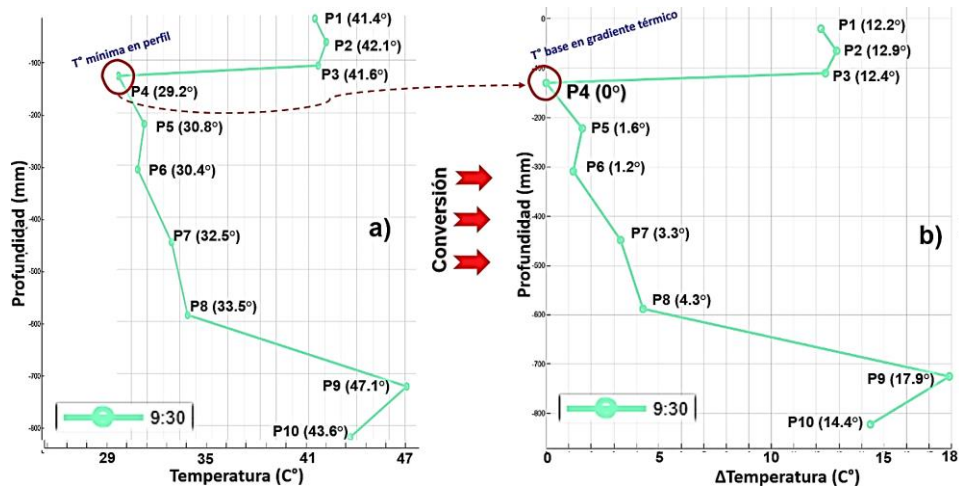 T° mínima en perfil
P1 (41.4°)
P2 (42.1°)
P3 (41.6°)
P4 (29.2°)
P5 (30.8°)
P6 (30.4°)
P7 (32.5°)
P8 (33.5°)
P9 (47.1°)
P10 (43.6°)
a)
9:30
-100
-200
-300
-400
-500
-600
-700
-800
Profundidad (mm)
29
35
41
47
Temperatura (C°)
Conversión
T° base en gradiente térmico
P1 (12.2°)
P2 (12.9°)
P3 (12.4°)
P4 (0°)
P5 (1.6°)
P6 (1.2°)
P7 (3.3°)
P8 (4.3°)
P9 (17.9°)
P10 (14.4°)
b)
9:30
0
-200
-300
-400
-500
-600
-700
-800
Profundidad (mm)
0
5
9
14
18
ΔTemperatura (C°)